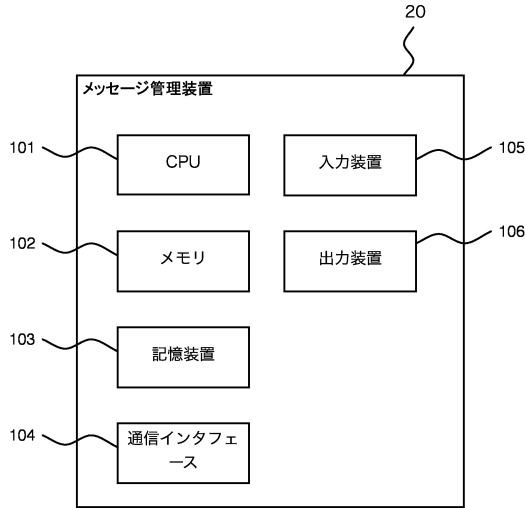 20
メッセージ管理装置
101
CPU
入力装置
105
102
メモリ
出力装置
106
103
記憶装置
104
通信インタフェ
ース